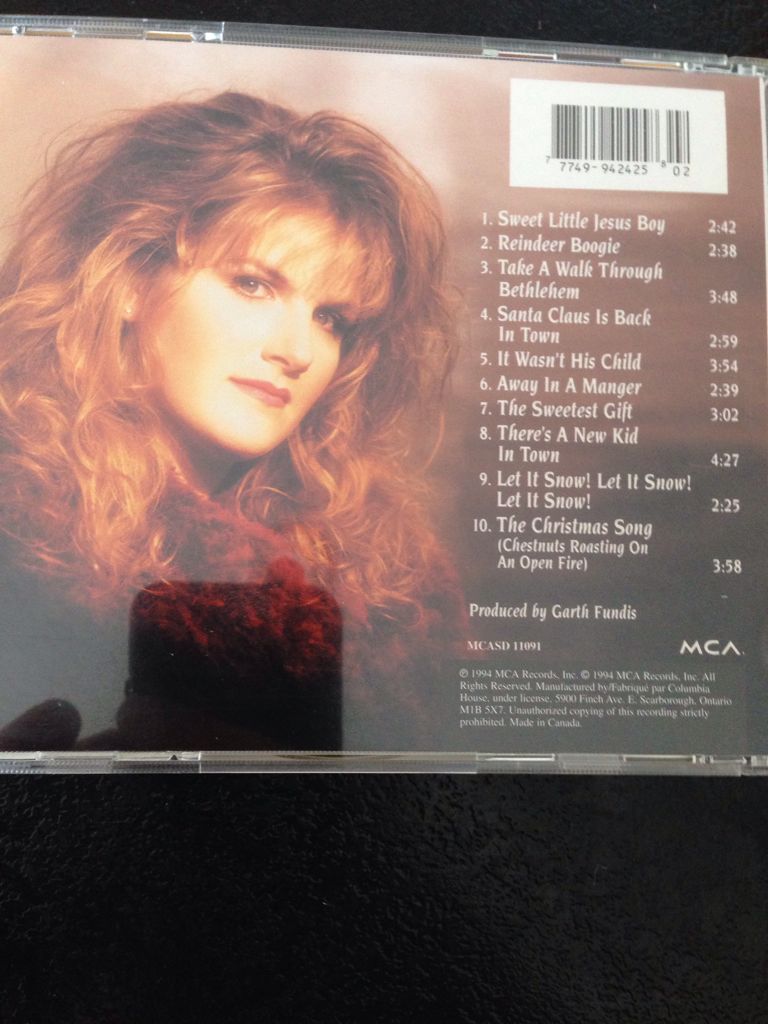 7 7749-942425 8 02
1. Sweet Little Jesus Boy 2:42
2. Reindeer Boogie 2:38
3. Take A Walk Through
Bethlehem 3:48
4. Santa Claus Is Back
In Town 2:59
5. It Wasn't His Child 3:54
6. Away In A Manger 2:39
7. The Sweetest Gift 3:02
8. There's A New Kid
In Town 4:27
9. Let It Snow! Let It Snow!
Let It Snow! 2:25
10. The Christmas Song
(Chestnuts Roasting On
An Open Fire) 3:58
Produced by Garth Fundis
MCASD 11091 MCA.
℗ 1994 MCA Records, Inc. © 1994 MCA Records, Inc. All
Rights Reserved. Manufactured by/Fabriqué par Columbia
House, under license. 5900 Finch Ave. E. Scarborough, Ontario
M1B 5X7. Unauthorized copying of this recording strictly
prohibited. Made in Canada.